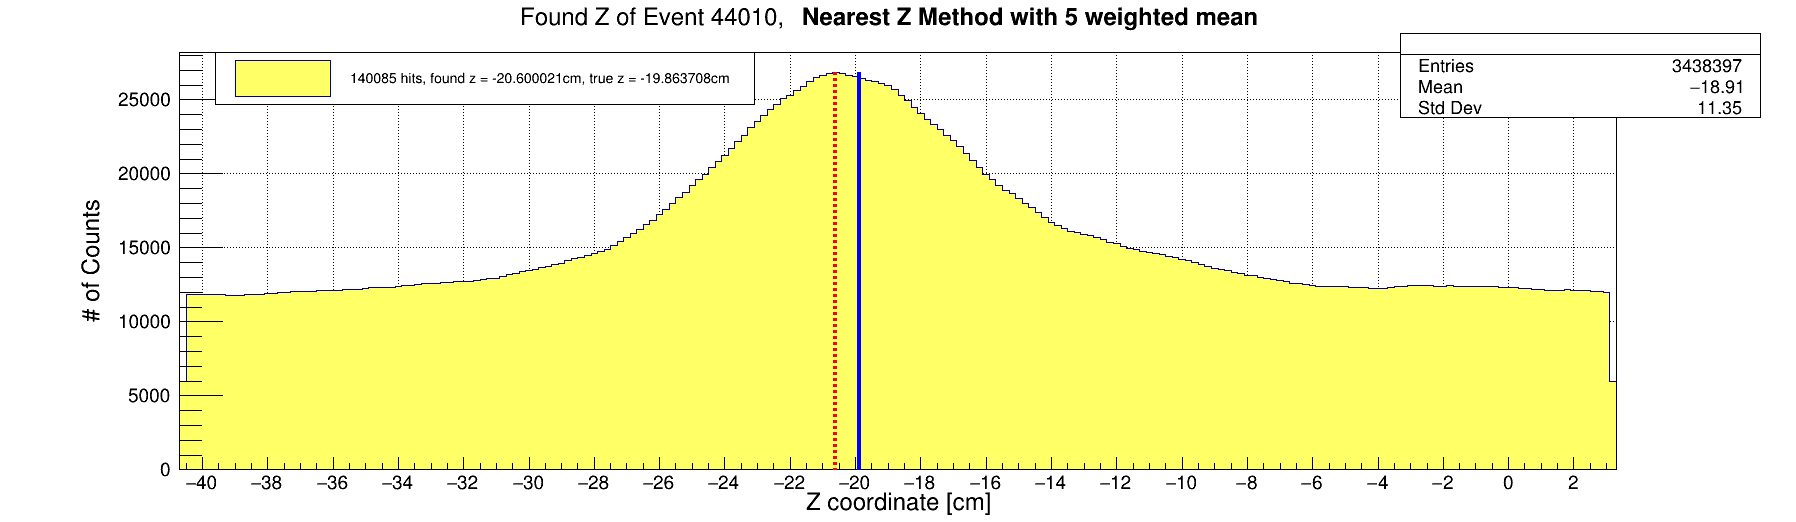 Found Z of Event 44010, Nearest Z Method with 5 weighted mean
140085 hits, found z = -20.600021cm, true z = -19.863708cm
Entries 3438397
Mean −18.91
Std Dev 11.35
# of Counts
25000
20000
15000
10000
5000
0
−40 −38 −36 −34 −32 −30 −28 −26 −24 −22 −20 −18 −16 −14 −12 −10 −8 −6 −4 −2 0 2
Z coordinate [cm]